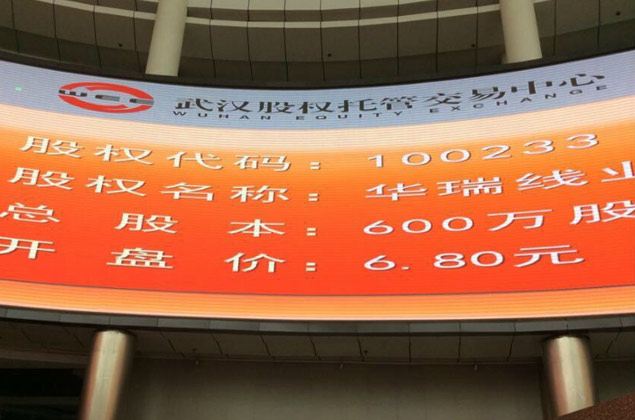 WCE 武汉股权托管交易中心
WUHAN EQUITY EXCHANGE
股权代码：100233
股权名称：华瑞线业
总股本：600万股
开盘价：6.80元